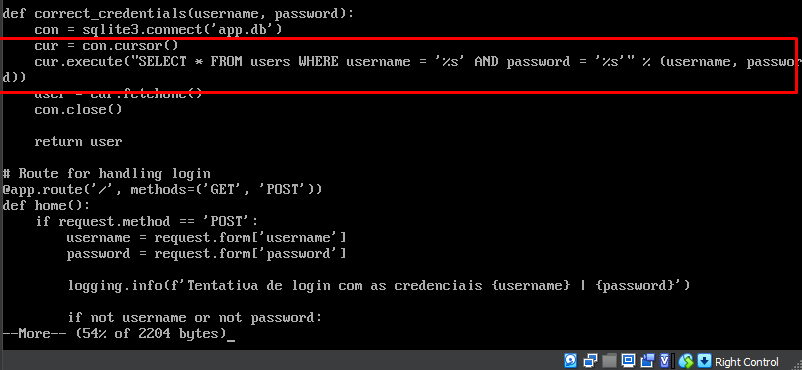 def correct_credentials(username, password):
    con = sqlite3.connect('app.db')
    cur = con.cursor()
    cur.execute("SELECT * FROM users WHERE username = '%s' AND password = '%s'" % (username, passwor
d))
    user = cur.fetchone()
    con.close()

    return user

# Route for handling login
@app.route('/', methods=('GET', 'POST'))
def home():
    if request.method == 'POST':
        username = request.form['username']
        password = request.form['password']

        logging.info(f'Tentativa de login com as credenciais {username} | {password}')

        if not username or not password:
--More-- (54% of 2204 bytes)_
Right Control